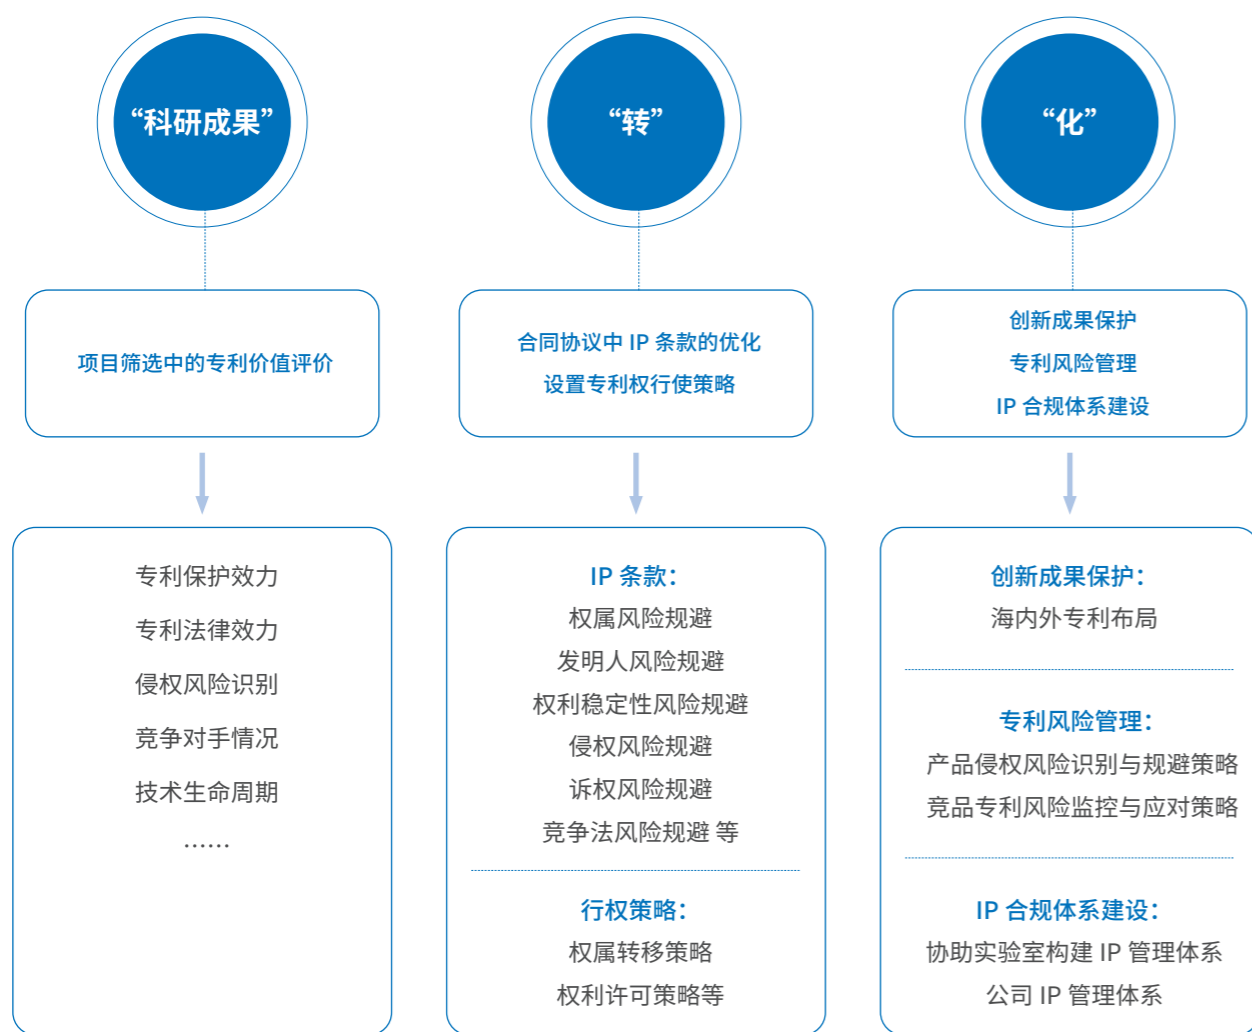 “科研成果”
项目筛选中的专利价值评价
专利保护效力
专利法律效力
侵权风险识别
竞争对手情况
技术生命周期
……
“转”
合同协议中 IP 条款的优化
设置专利权行使策略
IP 条款：
权属风险规避
发明人风险规避
权利稳定性风险规避
侵权风险规避
诉权风险规避
竞争法风险规避 等
行权策略：
权属转移策略
权利许可策略等
“化”
创新成果保护
专利风险管理
IP 合规体系建设
创新成果保护：
海内外专利布局
专利风险管理：
产品侵权风险识别与规避策略
竞品专利风险监控与应对策略
IP 合规体系建设：
协助实验室构建 IP 管理体系
公司 IP 管理体系